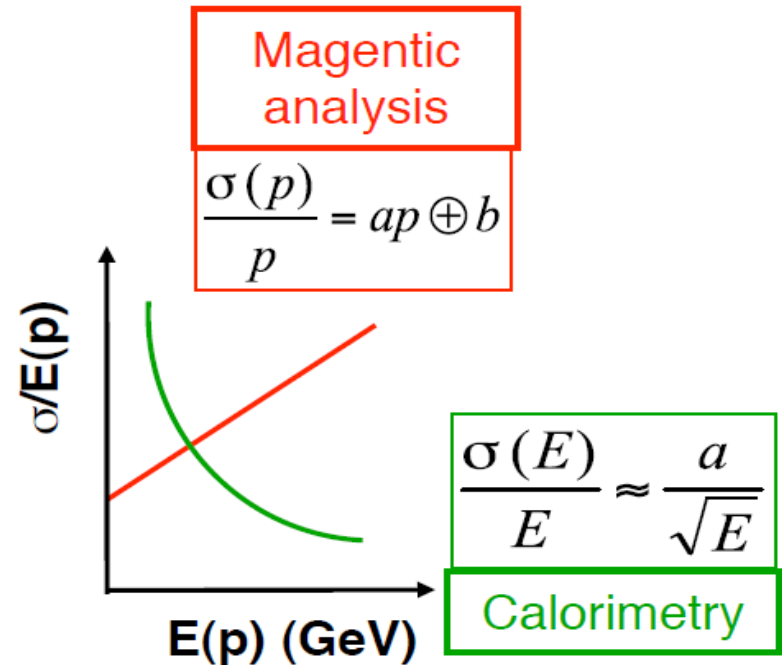 Magentic
analysis
σ(p)/p = ap ⊕ b
σ/E(p)
σ(E)/E ≈ a/√E
Calorimetry
E(p) (GeV)